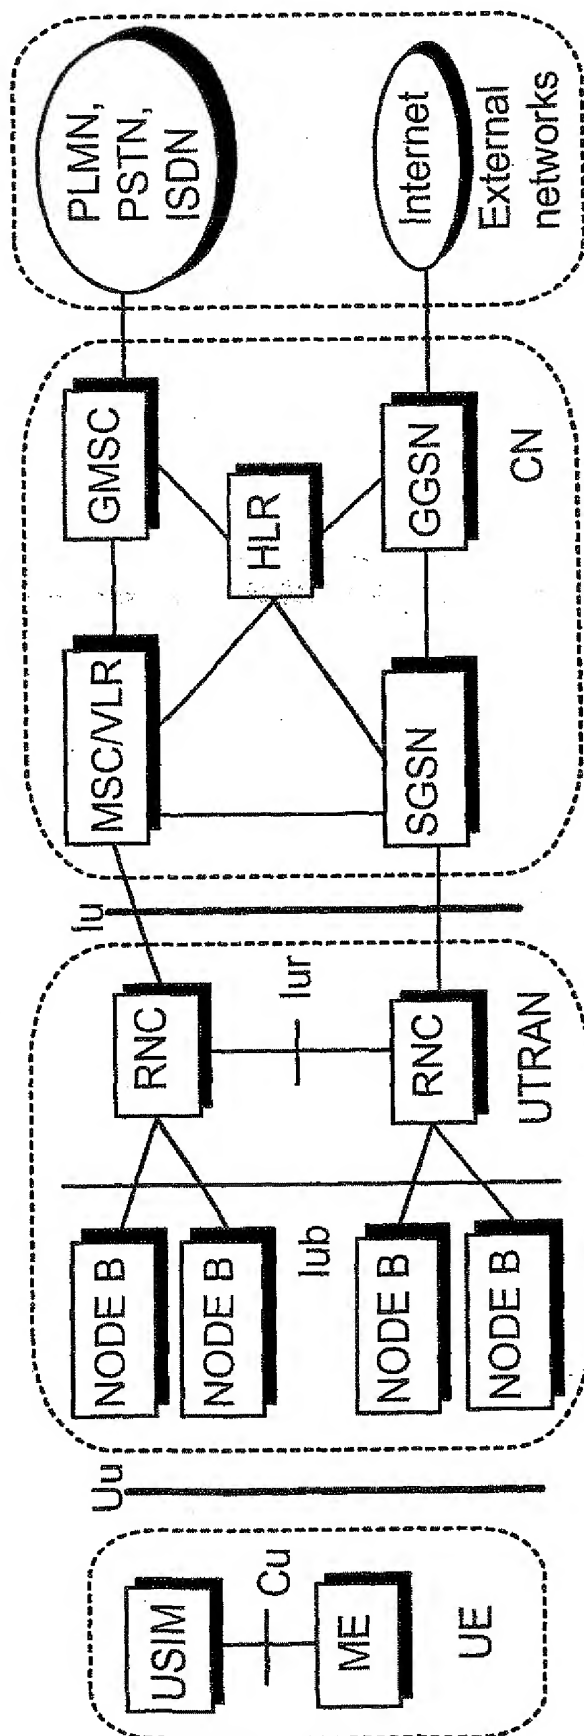 USIM
Cu
ME
UE
Uu
NODE B
NODE B
Iub
NODE B
NODE B
RNC
Iur
RNC
UTRAN
Iu
MSC/VLR
SGSN
GMSC
HLR
GGSN
CN
PLMN,
PSTN,
ISDN
Internet
External
networks